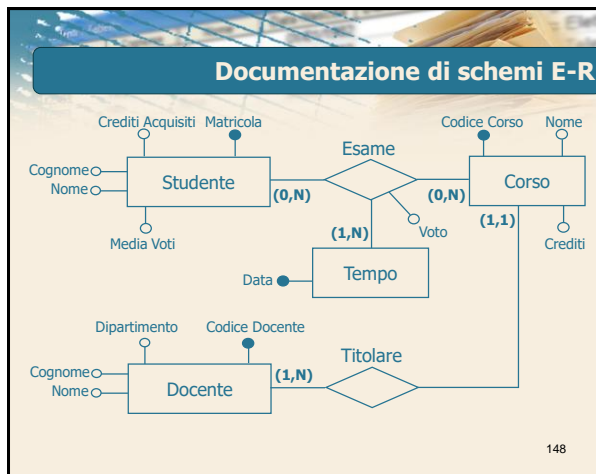 Documentazione di schemi E-R
Crediti Acquisiti Matricola
Codice Corso Nome
Esame
Cognome
Studente
Corso
Nome
(0,N)
(0,N)
(1,N)
Voto
(1,1)
Media Voti
Crediti
Tempo
Data
Dipartimento Codice Docente
Titolare
Cognome
(1,N)
Nome
Docente
148